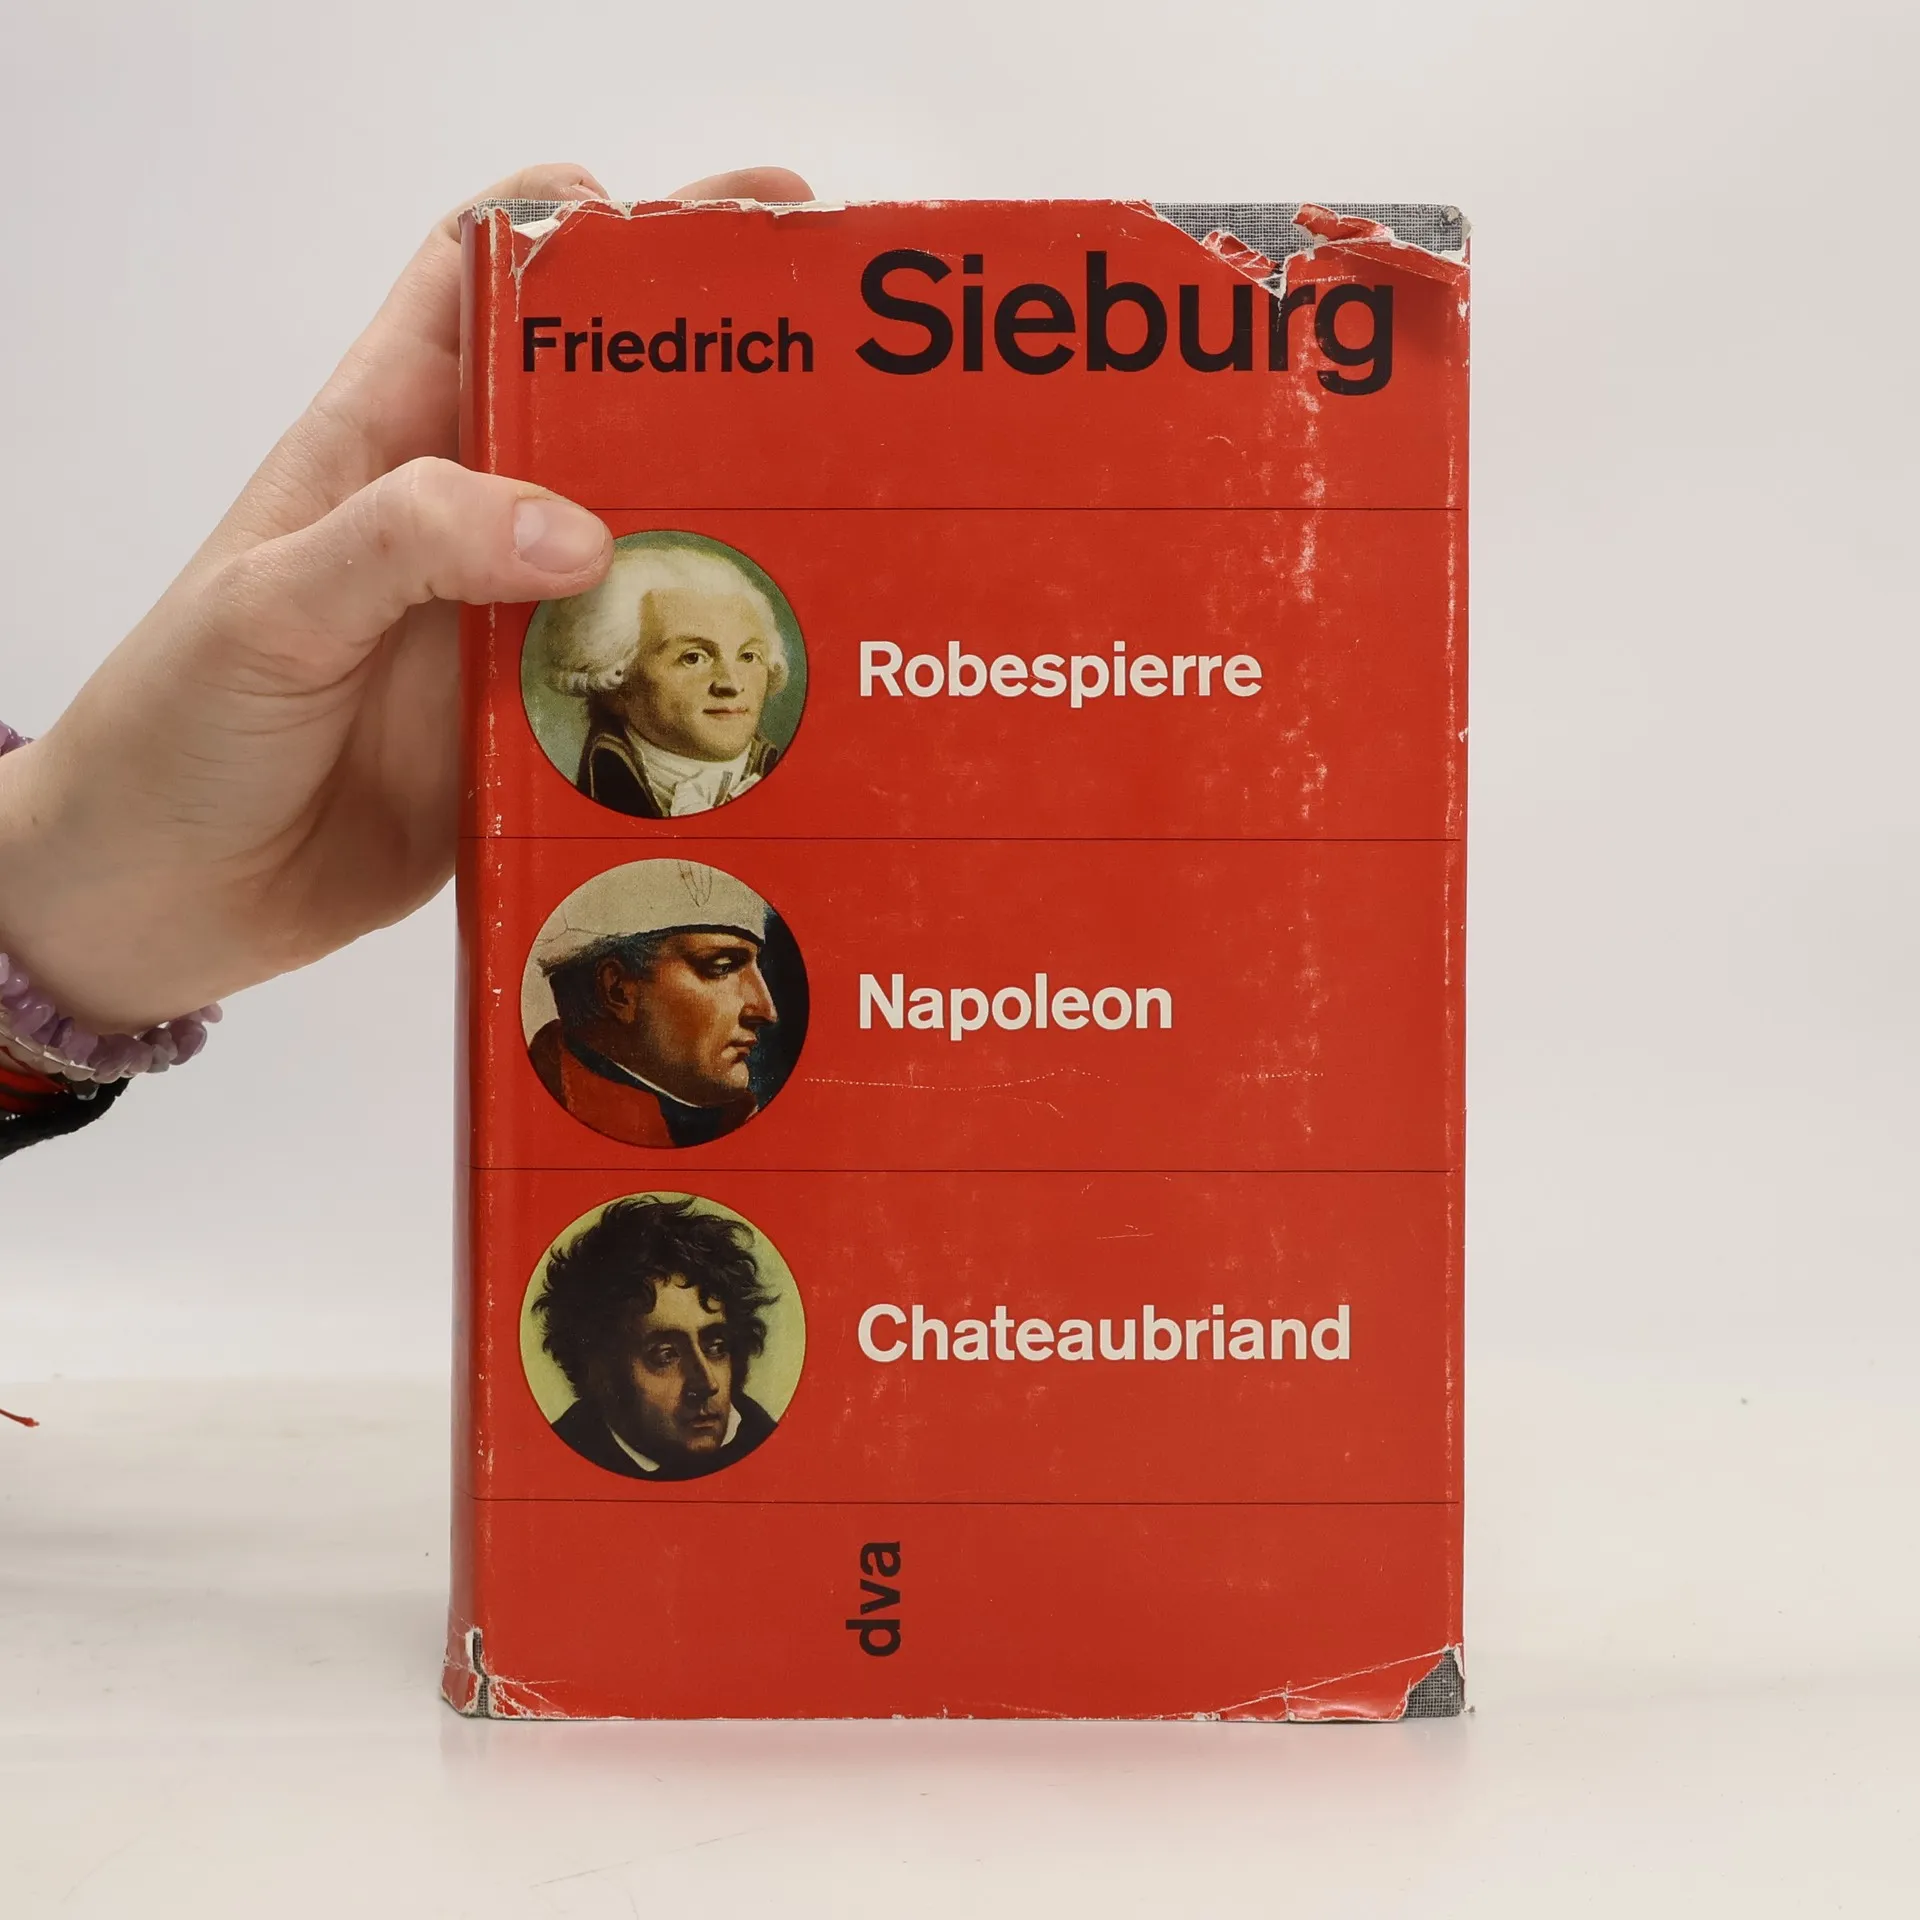 Friedrich Sieburg
Robespierre
Napoleon
Chateaubriand
dva